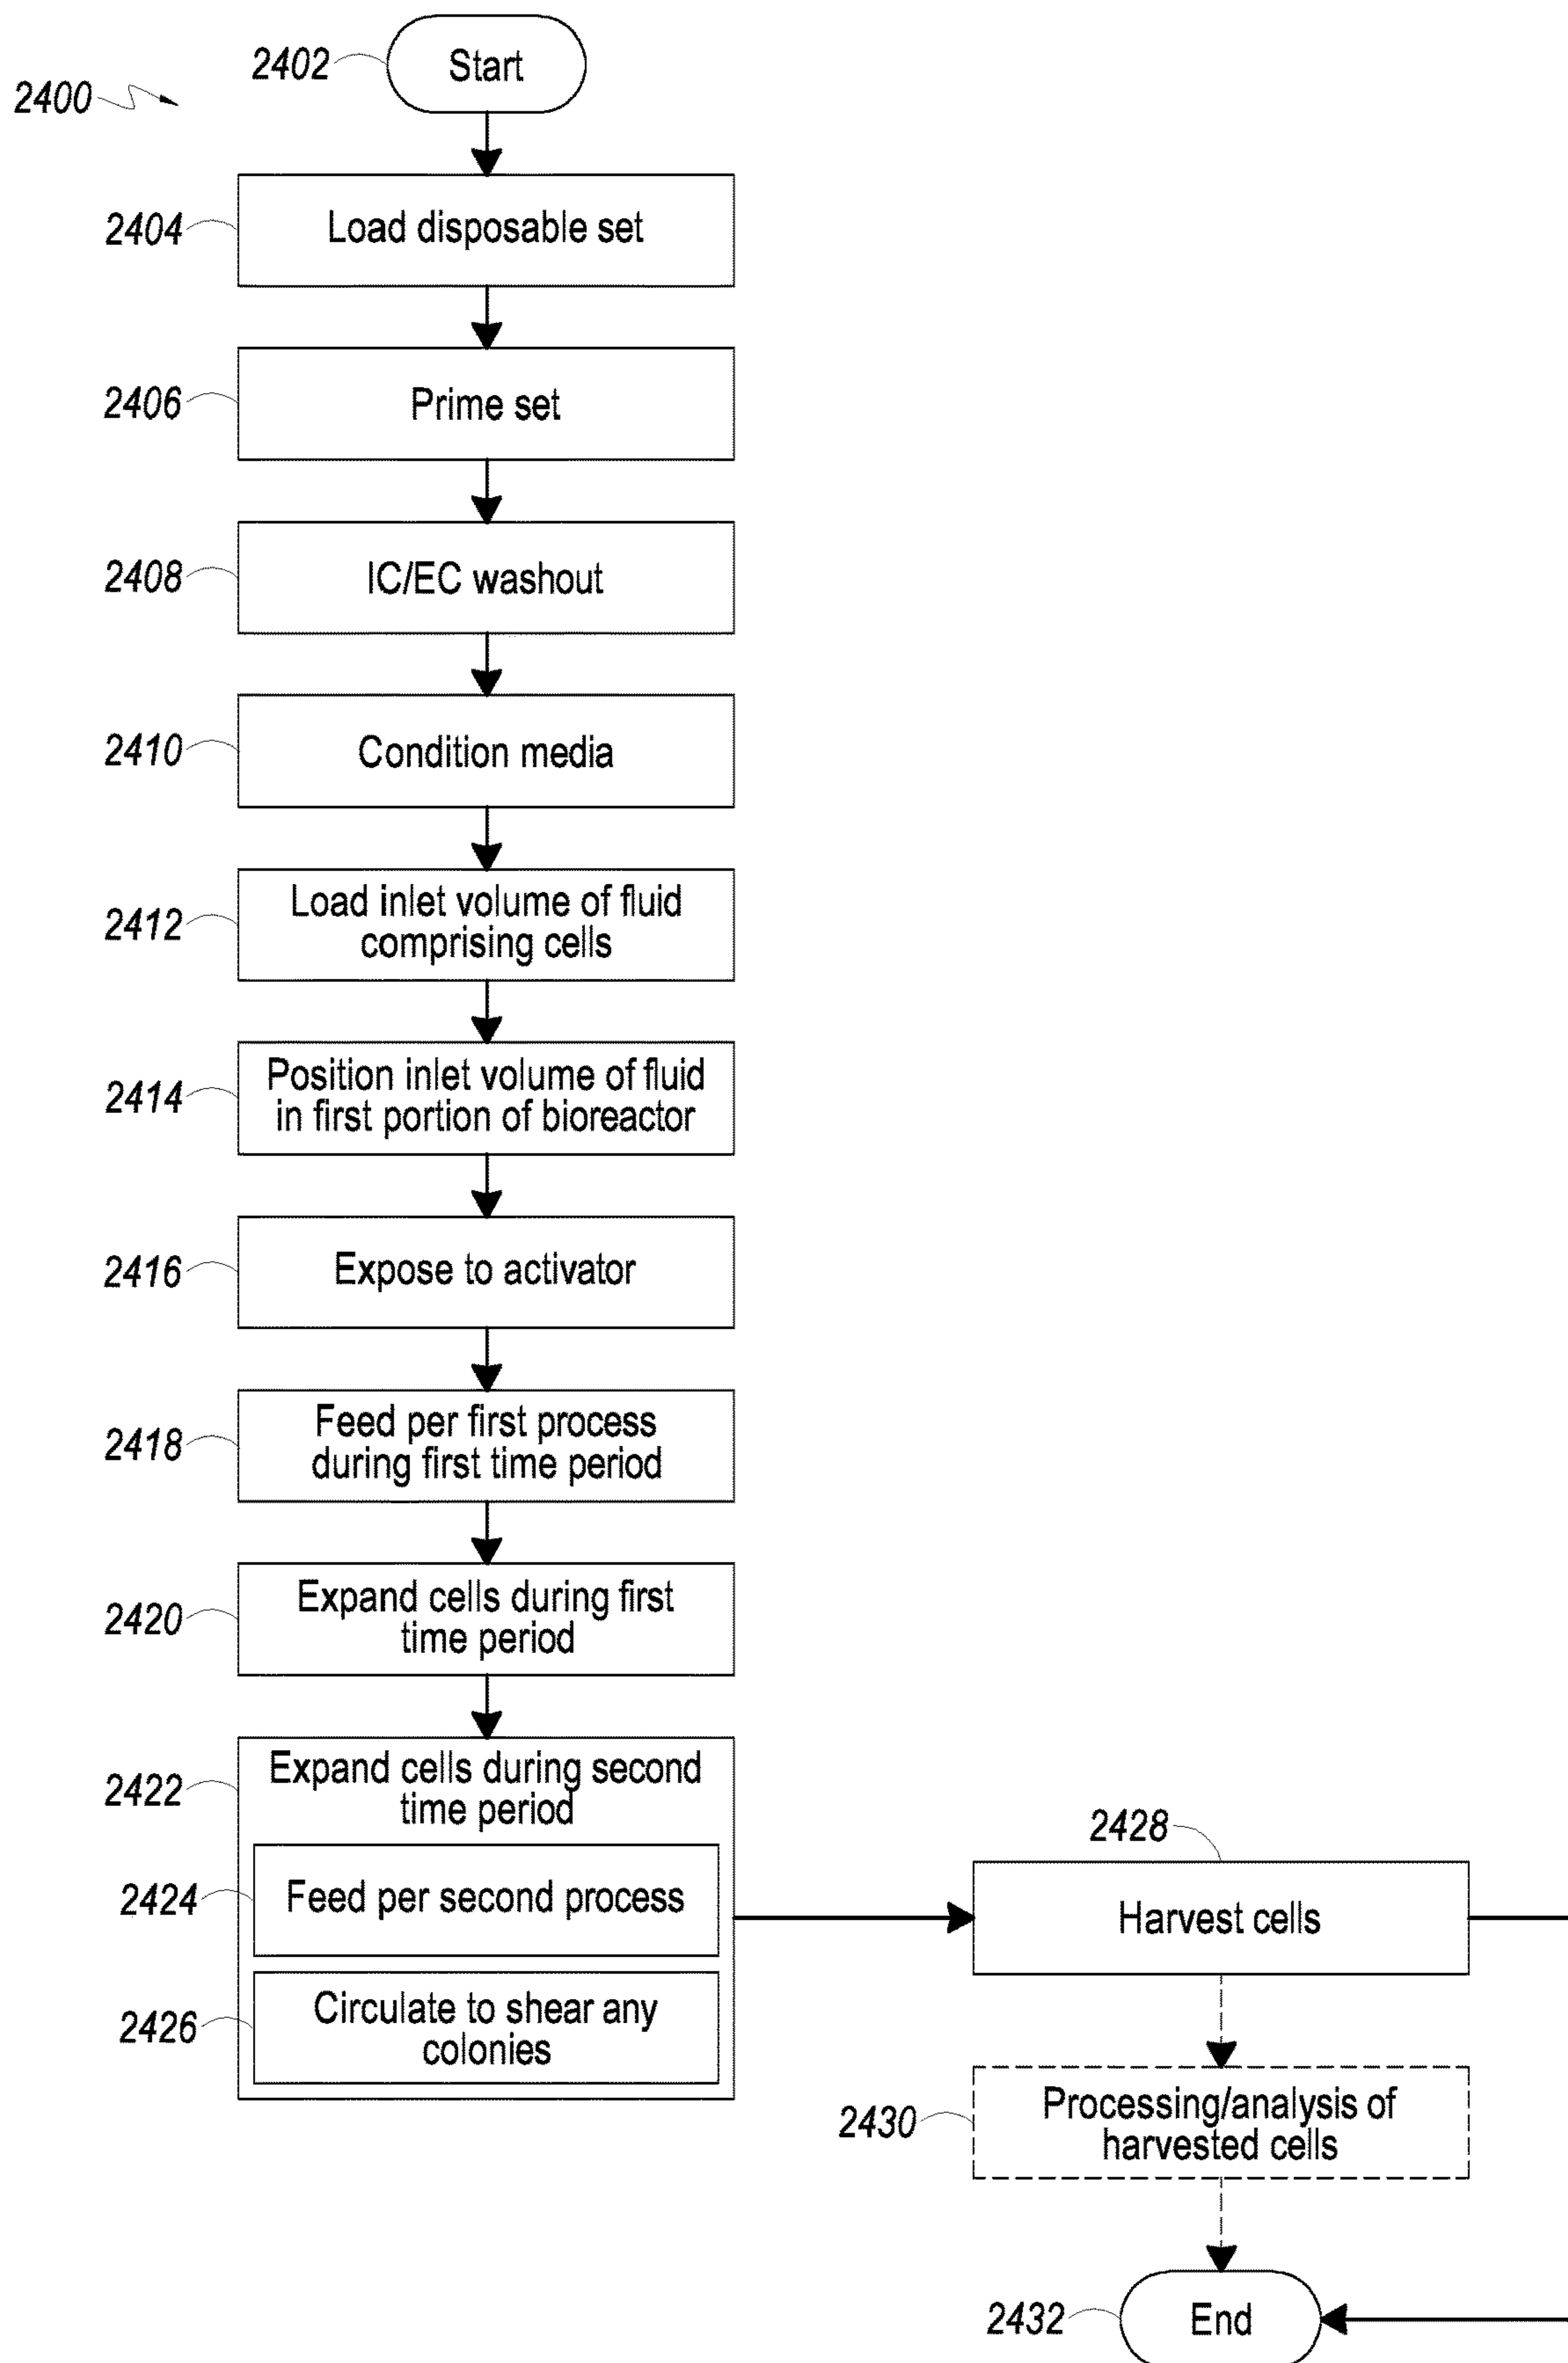 2402
Start
2400
2404
Load disposable set
2406
Prime set
2408
IC/EC washout
2410
Condition media
2412
Load inlet volume of fluid
comprising cells
2414
Position inlet volume of fluid
in first portion of bioreactor
2416
Expose to activator
2418
Feed per first process
during first time period
2420
Expand cells during first
time period
2422
Expand cells during second
time period
2424
Feed per second process
2426
Circulate to shear any
colonies
2428
Harvest cells
2430
Processing/analysis of
harvested cells
2432
End